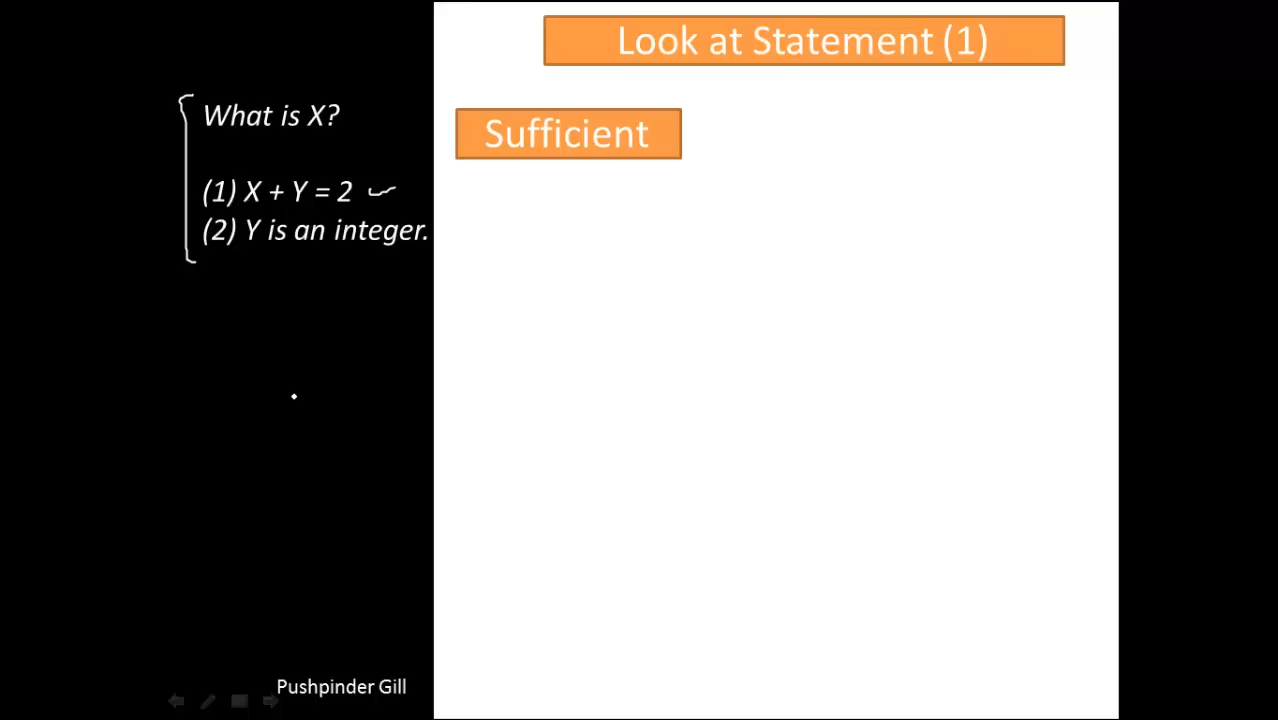 Look at Statement (1)
Sufficient
What is X?
(1) X + Y = 2
(2) Y is an integer.
Pushpinder Gill